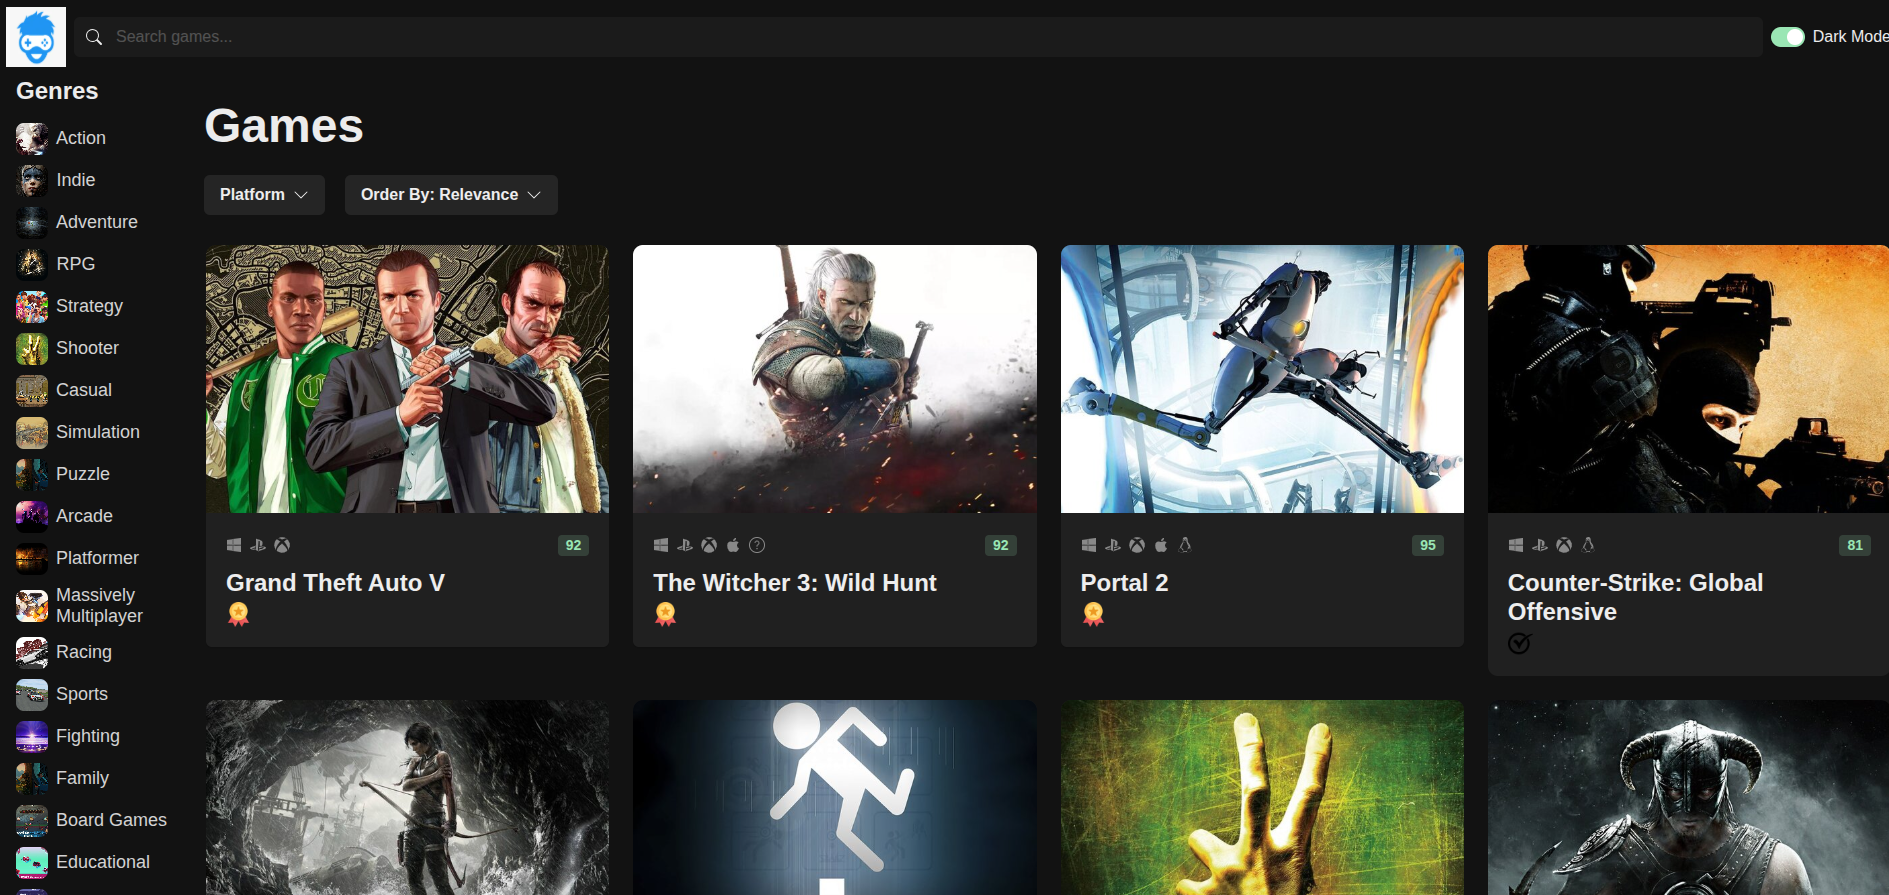 Search games...
Dark Mode
Genres
Action
Indie
Adventure
RPG
Strategy
Shooter
Casual
Simulation
Puzzle
Arcade
Platformer
Massively
Multiplayer
Racing
Sports
Fighting
Family
Board Games
Educational
Games
Platform
Order By: Relevance
92
Grand Theft Auto V
92
The Witcher 3: Wild Hunt
95
Portal 2
81
Counter-Strike: Global
Offensive